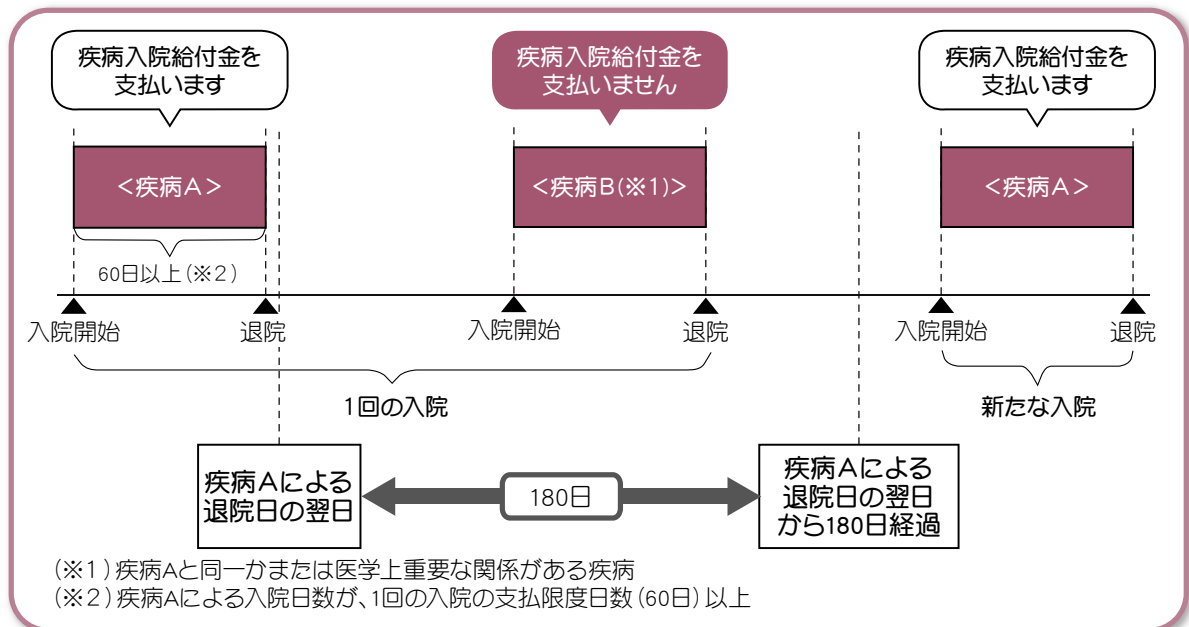 疾病入院給付金を
支払います
疾病入院給付金を
支払いません
疾病入院給付金を
支払います
<疾病A>
<疾病B(※1)>
<疾病A>
60日以上(※2)
入院開始
退院
入院開始
退院
入院開始
退院
1回の入院
新たな入院
疾病Aによる
退院日の翌日
180日
疾病Aによる
退院日の翌日
から180日経過
(※1)疾病Aと同一かまたは医学上重要な関係がある疾病
(※2)疾病Aによる入院日数が、1回の入院の支払限度日数(60日)以上